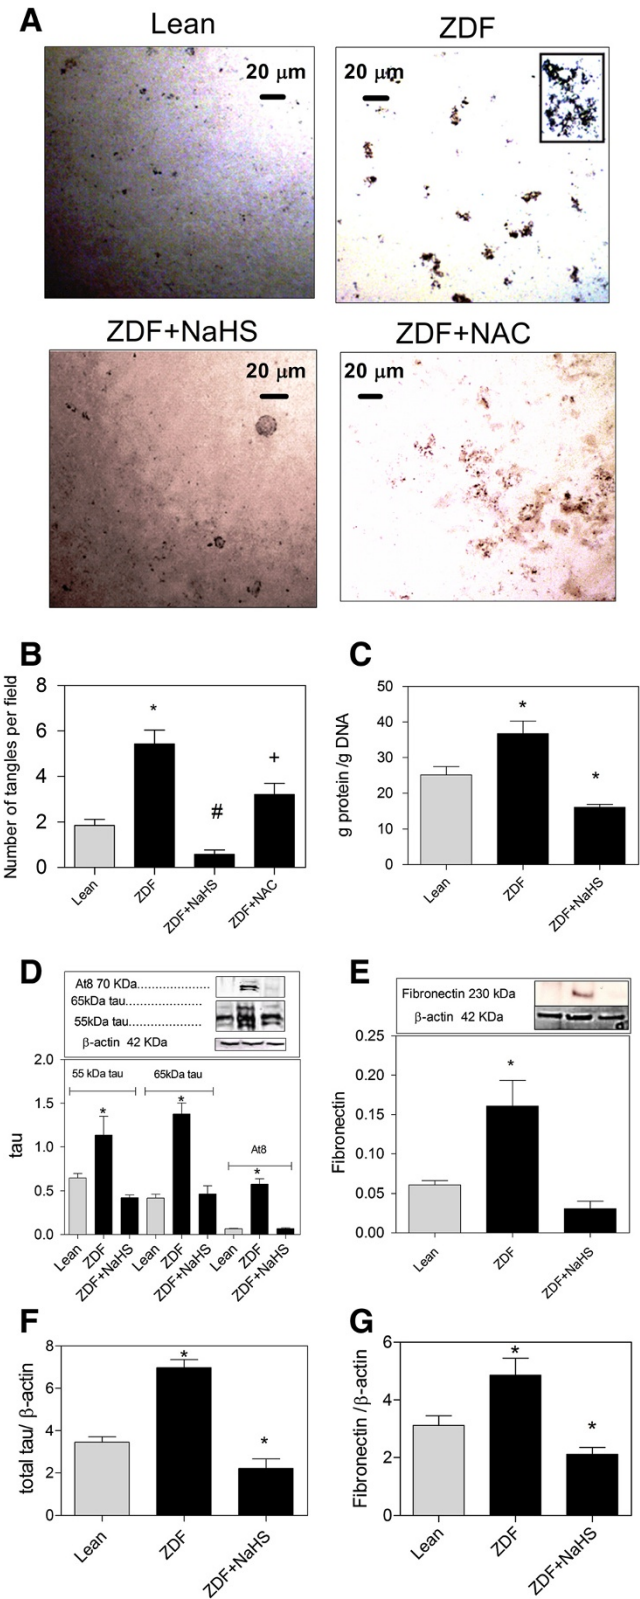 A
Lean
ZDF
20 μm
20 μm
ZDF+NaHS
ZDF+NAC
20 μm
20 μm
B
Number of tangles per field
8
6
4
2
0
*
#
+
Lean
ZDF
ZDF+NaHS
ZDF+NAC
C
g protein /g DNA
50
40
30
20
10
0
*
*
Lean
ZDF
ZDF+NaHS
D
At8 70 KDa......................
65kDa tau.......................
55kDa tau......................
β-actin 42 KDa
tau
2.0
1.5
1.0
0.5
0.0
55 kDa tau
65kDa tau
At8
*
*
*
Lean
ZDF
ZDF+NaHS
Lean
ZDF
ZDF+NaHS
Lean
ZDF
ZDF+NaHS
E
Fibronectin 230 kDa
β-actin 42 KDa
Fibronectin
0.25
0.20
0.15
0.10
0.05
0.00
*
Lean
ZDF
ZDF+NaHS
F
total tau/ β-actin
8
6
4
2
0
*
*
Lean
ZDF
ZDF+NaHS
G
Fibronectin /β-actin
6
4
2
0
*
*
Lean
ZDF
ZDF+NaHS